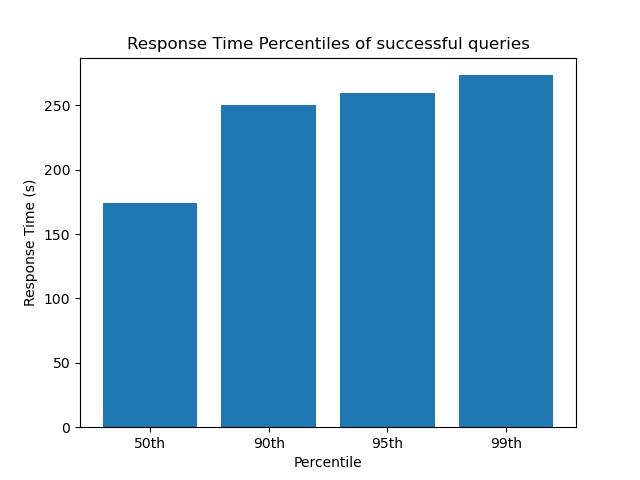 Response Time Percentiles of successful queries
Response Time (s)
250
200
150
100
50
0
50th 90th 95th 99th
Percentile